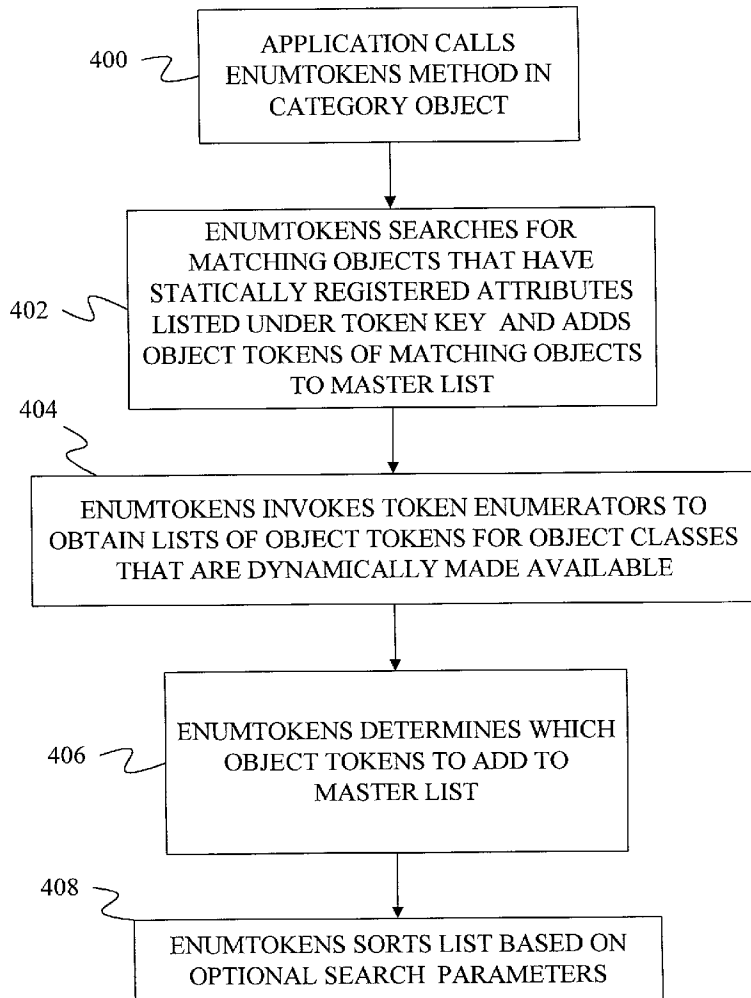 400
APPLICATION CALLS
ENUMTOKENS METHOD IN
CATEGORY OBJECT
402
ENUMTOKENS SEARCHES FOR
MATCHING OBJECTS THAT HAVE
STATICALLY REGISTERED ATTRIBUTES
LISTED UNDER TOKEN KEY AND ADDS
OBJECT TOKENS OF MATCHING OBJECTS
TO MASTER LIST
404
ENUMTOKENS INVOKES TOKEN ENUMERATORS TO
OBTAIN LISTS OF OBJECT TOKENS FOR OBJECT CLASSES
THAT ARE DYNAMICALLY MADE AVAILABLE
406
ENUMTOKENS DETERMINES WHICH
OBJECT TOKENS TO ADD TO
MASTER LIST
408
ENUMTOKENS SORTS LIST BASED ON
OPTIONAL SEARCH PARAMETERS